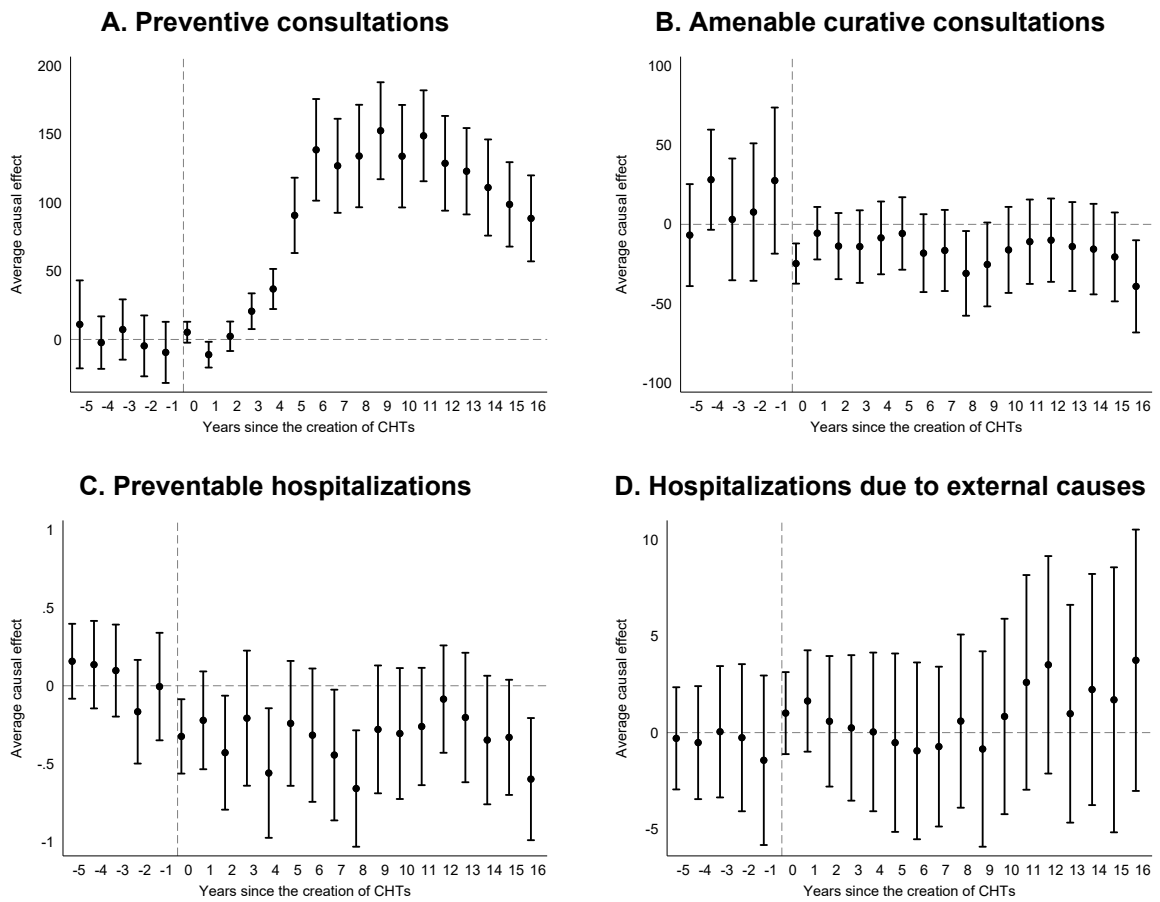 A. Preventive consultations
200
150
100
50
0
Average causal effect
-5 -4 -3 -2 -1 0 1 2 3 4 5 6 7 8 9 10 11 12 13 14 15 16
Years since the creation of CHTs
B. Amenable curative consultations
100
50
0
-50
-100
Average causal effect
-5 -4 -3 -2 -1 0 1 2 3 4 5 6 7 8 9 10 11 12 13 14 15 16
Years since the creation of CHTs
C. Preventable hospitalizations
1
.5
0
-.5
-1
Average causal effect
-5 -4 -3 -2 -1 0 1 2 3 4 5 6 7 8 9 10 11 12 13 14 15 16
Years since the creation of CHTs
D. Hospitalizations due to external causes
10
5
0
-5
Average causal effect
-5 -4 -3 -2 -1 0 1 2 3 4 5 6 7 8 9 10 11 12 13 14 15 16
Years since the creation of CHTs